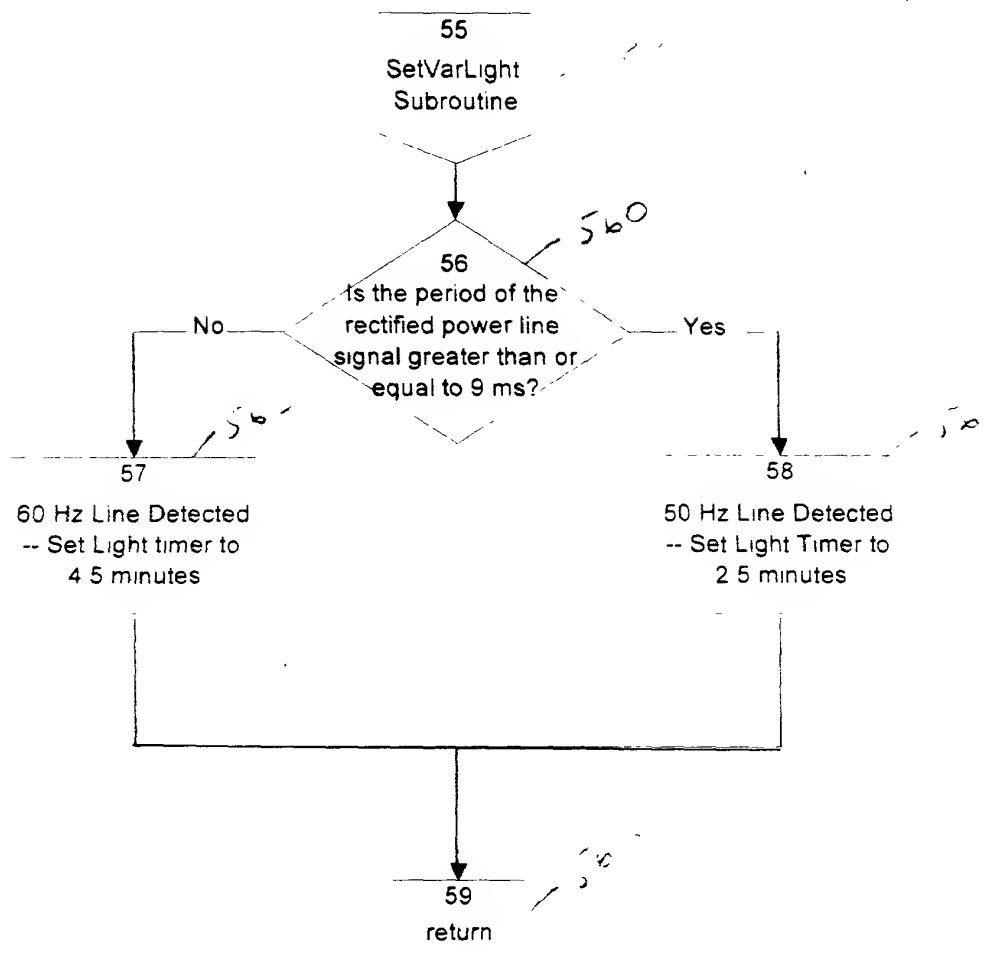 55
SetVarLight
Subroutine
560
56
Is the period of the
rectified power line
signal greater than or
equal to 9 ms?
No
Yes
57
60 Hz Line Detected
-- Set Light timer to
4 5 minutes
58
50 Hz Line Detected
-- Set Light Timer to
2 5 minutes
59
return